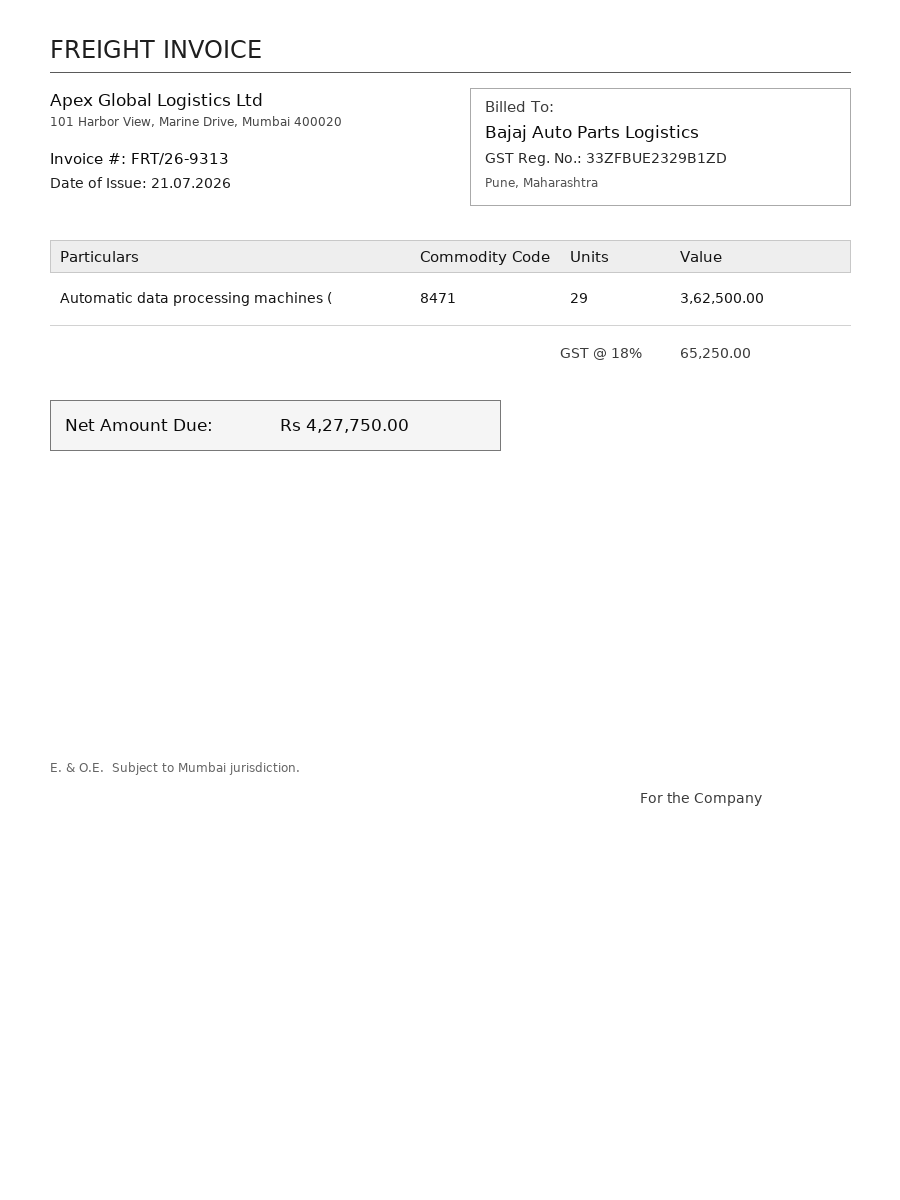 FREIGHT INVOICE
Apex Global Logistics Ltd
101 Harbor View, Marine Drive, Mumbai 400020
Invoice #: FRT/26-9313
Date of Issue: 21.07.2026
Billed To:
Bajaj Auto Parts Logistics
GST Reg. No.: 33ZFBUE2329B1ZD
Pune, Maharashtra
Particulars Commodity Code Units Value
Automatic data processing machines ( 8471 29 3,62,500.00
GST @ 18% 65,250.00
Net Amount Due: Rs 4,27,750.00
E. & O.E. Subject to Mumbai jurisdiction.
For the Company